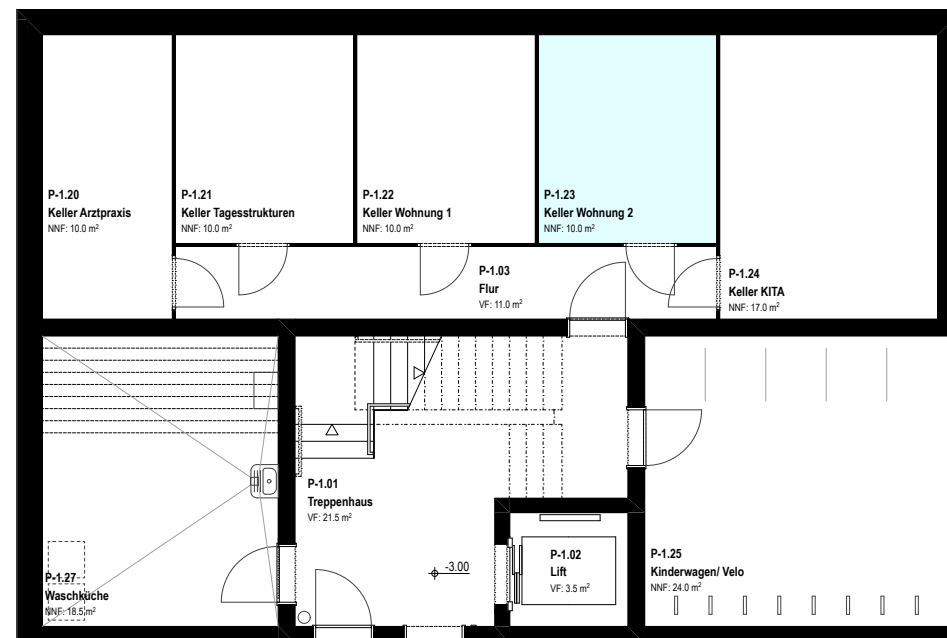 P-1.20
Keller Arztpraxis
NNF: 10.0 m²
P-1.21
Keller Tagesstrukturen
NNF: 10.0 m²
P-1.22
Keller Wohnung 1
NNF: 10.0 m²
P-1.23
Keller Wohnung 2
NNF: 10.0 m²
P-1.03
Flur
VF: 11.0 m²
P-1.24
Keller KITA
NNF: 17.0 m²
P-1.01
Treppenhaus
VF: 21.5 m²
-3.00
P-1.02
Lift
VF: 3.5 m²
P-1.25
Kinderwagen/ Velo
NNF: 24.0 m²
P-1.27
Waschküche
NNF: 18.5 m²